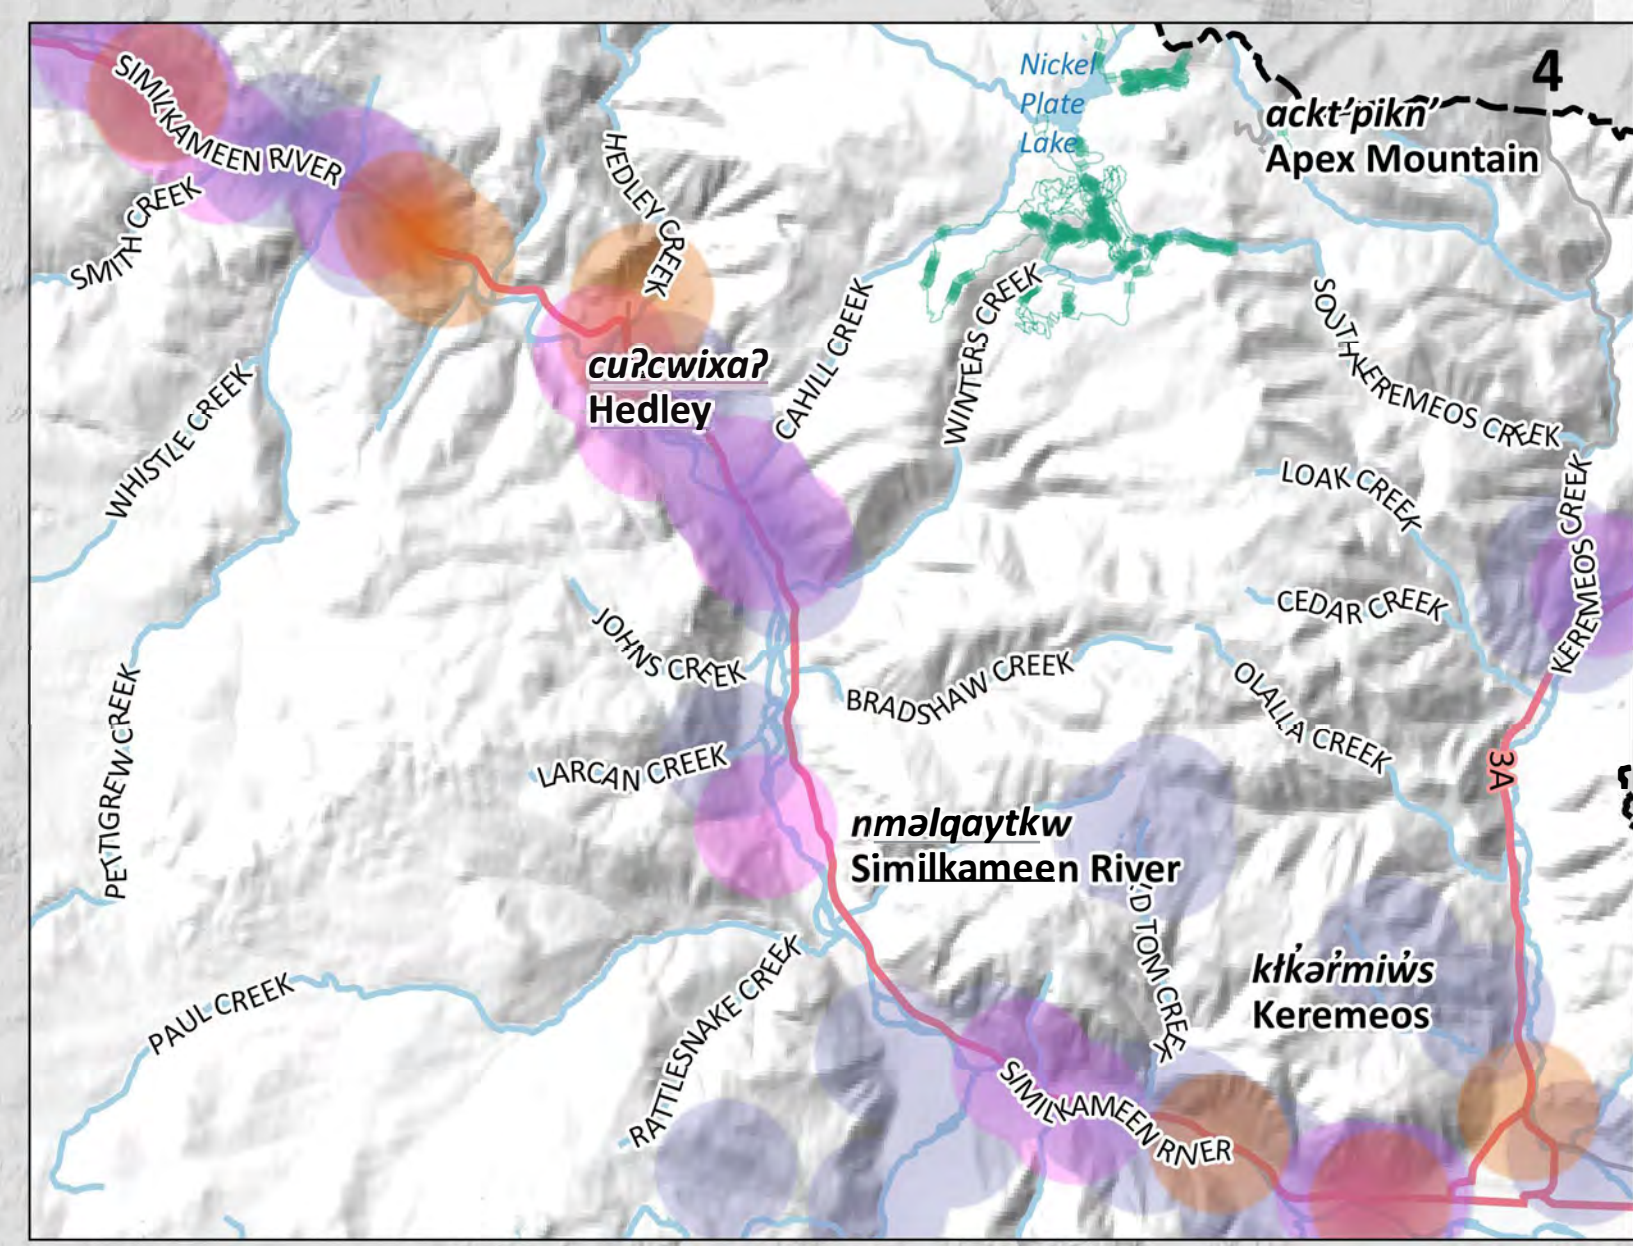 4
Nickel
Plate
Lake
ackt’pikn̓
Apex Mountain
SIMILKAMEEN RIVER
SMITH CREEK
HEDLEY CREEK
cuʔcwixaʔ
Hedley
CAHILL CREEK
WINTERS CREEK
SOUTH KEREMEOS CREEK
WHISTLE CREEK
LOAK CREEK
KEREMEOS CREEK
CEDAR CREEK
JOHNS CREEK
BRADSHAW CREEK
OLALLA CREEK
PETTIGREW CREEK
LARCAN CREEK
3A
nməlqaytkw
Similkameen River
'D TOM CREEK
kɬk̓ər̓miw̓s
Keremeos
PAUL CREEK
RATTLESNAKE CREEK
SIMILKAMEEN RIVER